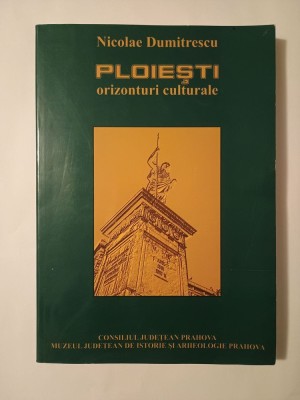 Nicolae Dumitrescu
PLOIEȘTI
orizonturi culturale
CONSILIUL JUDEȚEAN PRAHOVA
MUZEUL JUDEȚEAN DE ISTORIE ȘI ARHEOLOGIE PRAHOVA